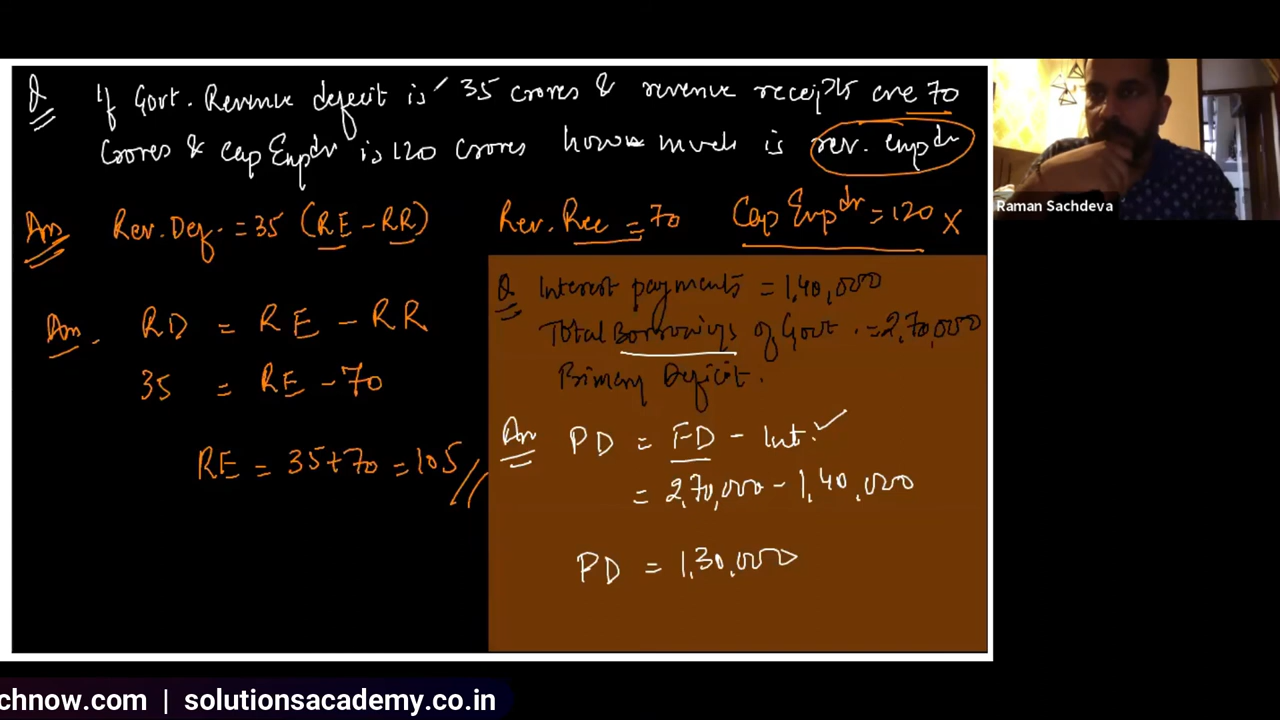 Q If Govt. Revenue deficit is 35 crores & revenue receipts are 70
Crores & Cap Expdr is 120 Crores how much is rev. expdr
Ans Rev. Def. = 35 (RE - RR) Rev. Rec = 70 Cap Expdr = 120 X
Ans. RD = RE - RR
35 = RE - 70
RE = 35 + 70 = 105 //
Q Interest payments = 1,40,000
Total Borrowings of Govt. = 2,70,000
Primary Deficit.
Ans PD = FD - Int.
= 2,70,000 - 1,40,000
PD = 1,30,000
Raman Sachdeva
chnow.com | solutionsacademy.co.in